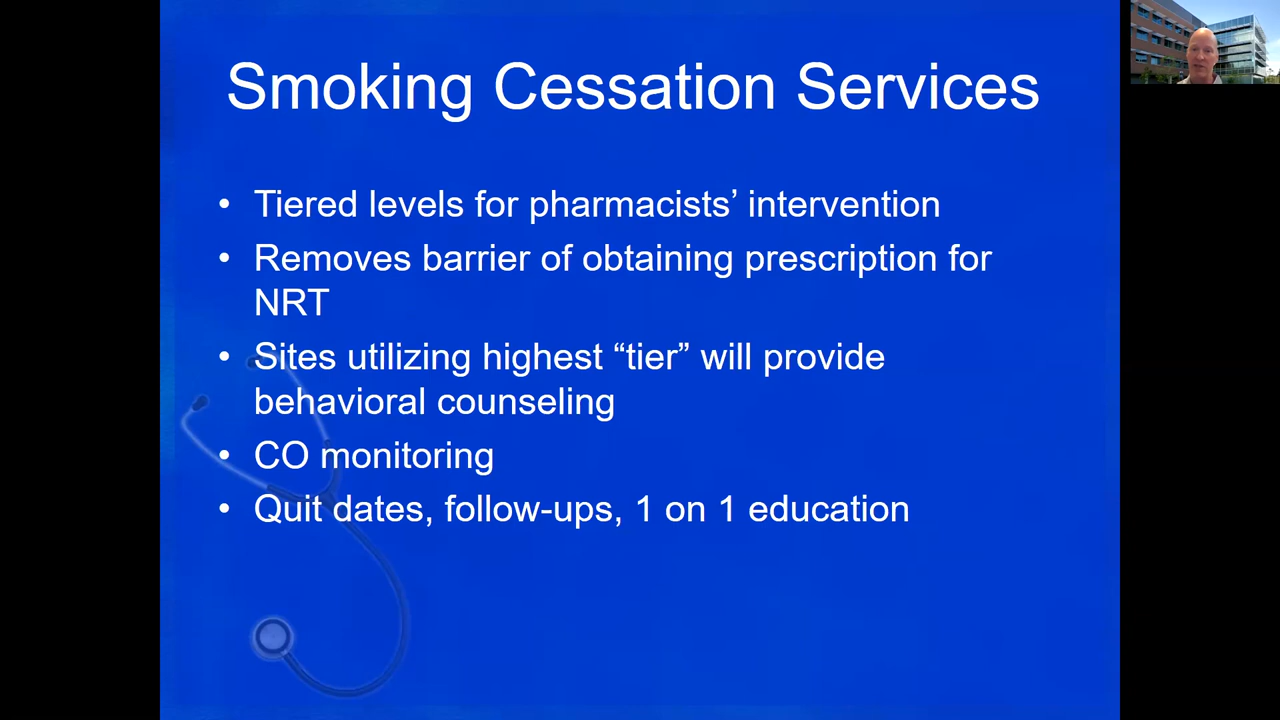 Smoking Cessation Services
• Tiered levels for pharmacists’ intervention
• Removes barrier of obtaining prescription for
NRT
• Sites utilizing highest “tier” will provide
behavioral counseling
• CO monitoring
• Quit dates, follow-ups, 1 on 1 education